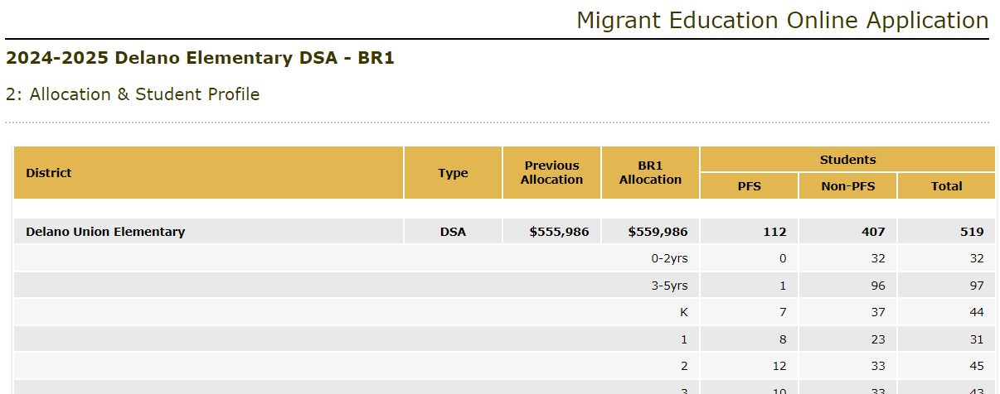 Migrant Education Online Application
2024-2025 Delano Elementary DSA - BR1
2: Allocation & Student Profile
District Type Previous Allocation BR1 Allocation Students
PFS Non-PFS Total
Delano Union Elementary DSA $555,986 $559,986 112 407 519
0-2yrs 0 32 32
3-5yrs 1 96 97
K 7 37 44
1 8 23 31
2 12 33 45
3 10 33 43